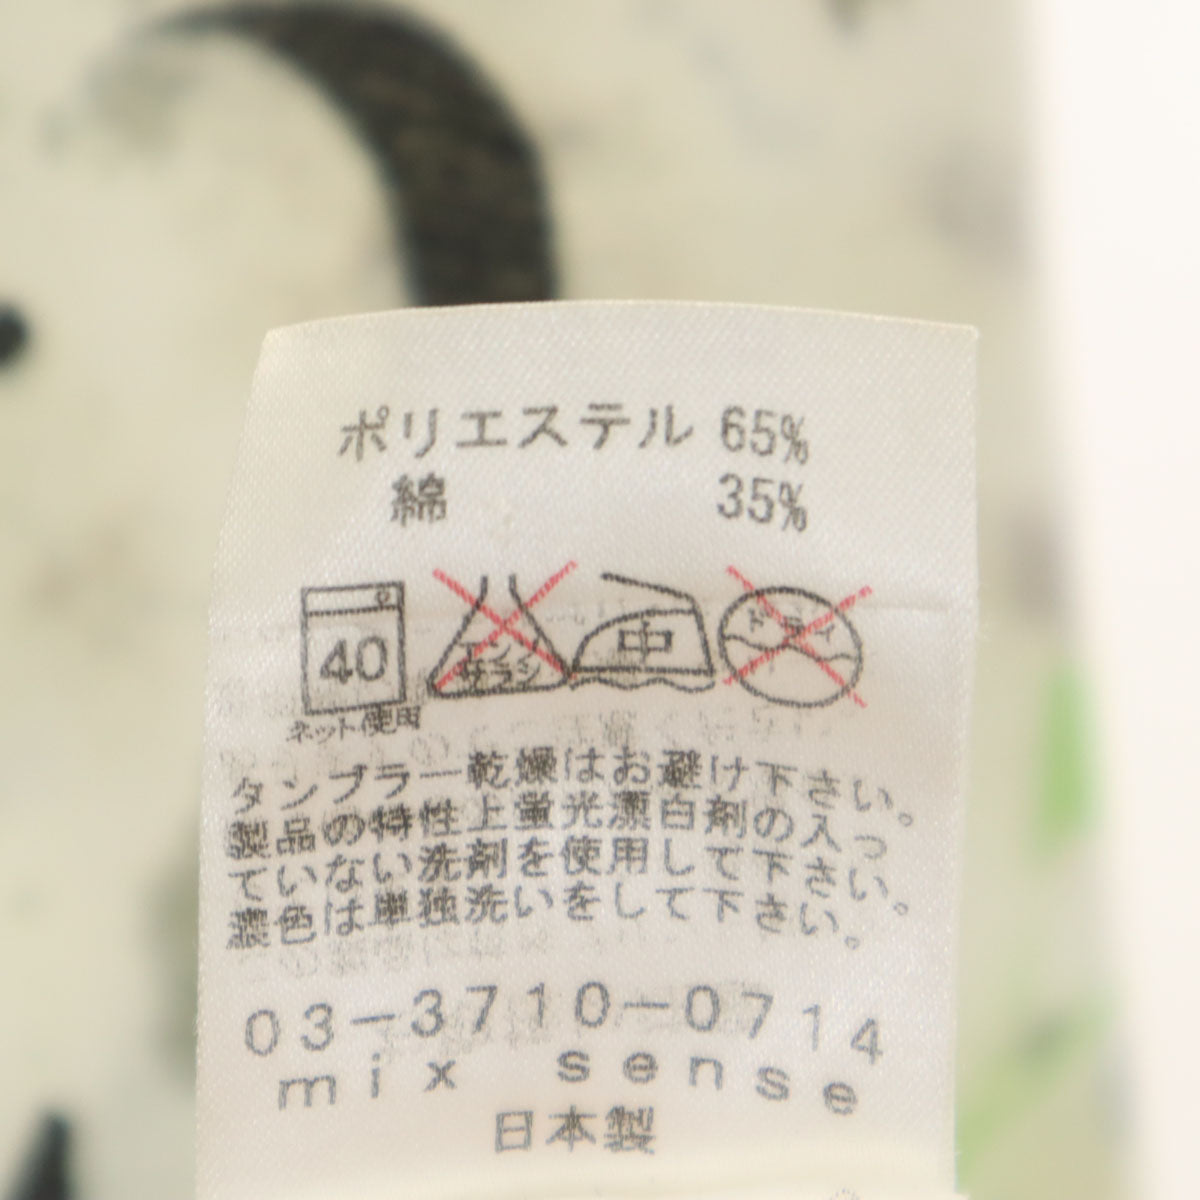 ポリエステル 65%
綿 35%
40 エンソサラシ 中 ドライ
ネット使用
タンブラー乾燥はお避け下さい。
製品の特性上蛍光漂白剤の入っ
ていない洗剤を使用して下さい。
濃色は単独洗いをして下さい。
03-3710-0714
mix sense
日本製